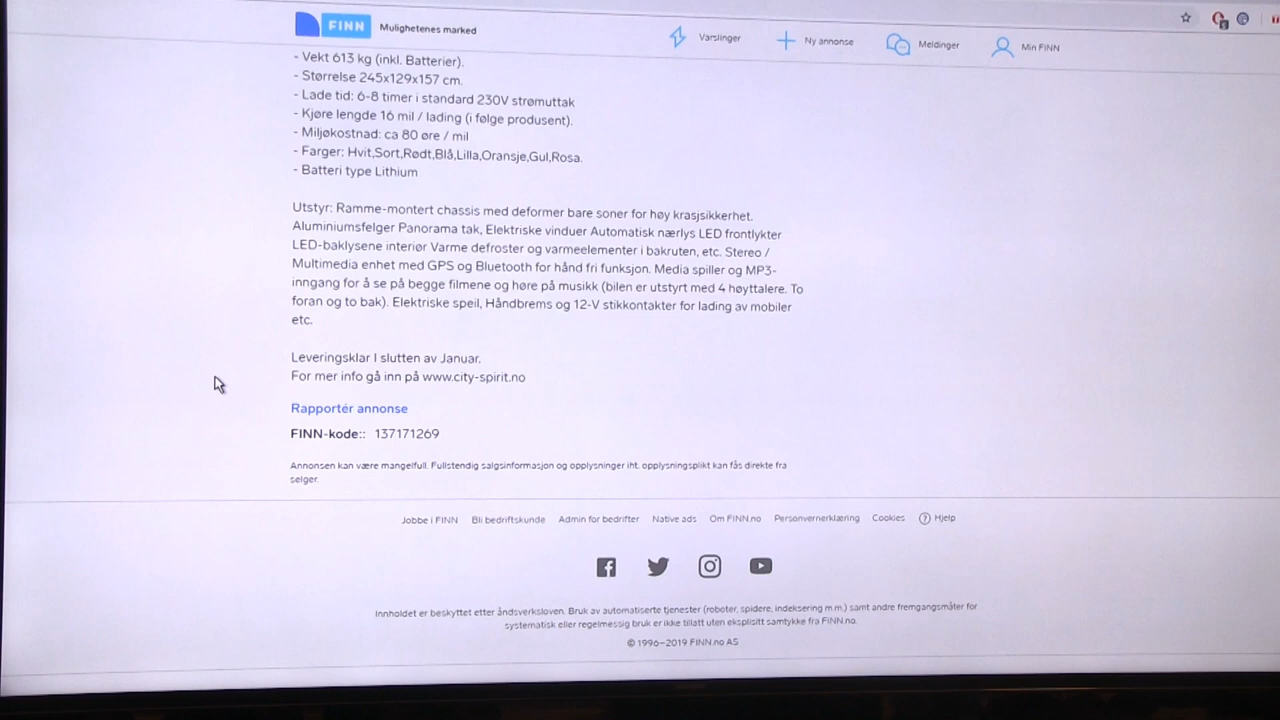 FINN Mulighetenes marked Varslinger Ny annonse Meldinger Min FINN
- Vekt 613 kg (inkl. Batterier).
- Størrelse 245x129x157 cm.
- Lade tid: 6-8 timer i standard 230V strømuttak
- Kjøre lengde 16 mil / lading (i følge produsent).
- Miljøkostnad: ca 80 øre / mil
- Farger: Hvit,Sort,Rødt,Blå,Lilla,Oransje,Gul,Rosa.
- Batteri type Lithium
Utstyr: Ramme-montert chassis med deformer bare soner for høy krasjsikkerhet.
Aluminiumsfelger Panorama tak, Elektriske vinduer Automatisk nærlys LED frontlykter
LED-baklysene interiør Varme defroster og varmeelementer i bakruten, etc. Stereo /
Multimedia enhet med GPS og Bluetooth for hånd fri funksjon. Media spiller og MP3-
inngang for å se på begge filmene og høre på musikk (bilen er utstyrt med 4 høyttalere. To
foran og to bak). Elektriske speil, Håndbrems og 12-V stikkontakter for lading av mobiler
etc.
Leveringsklar I slutten av Januar.
For mer info gå inn på www.city-spirit.no
Rapportér annonse
FINN-kode:: 137171269
Annonsen kan være mangelfull. Fullstendig salgsinformasjon og opplysninger iht. opplysningsplikt kan fås direkte fra
selger.
Jobbe i FINN Bli bedriftskunde Admin for bedrifter Native ads Om FINN.no Personvernerklæring Cookies ? Hjelp
Innholdet er beskyttet etter åndsverksloven. Bruk av automatiserte tjenester (roboter, spidere, indeksering m.m.) samt andre fremgangsmåter for
systematisk eller regelmessig bruk er ikke tillatt uten eksplisitt samtykke fra FINN.no.
© 1996–2019 FINN.no AS